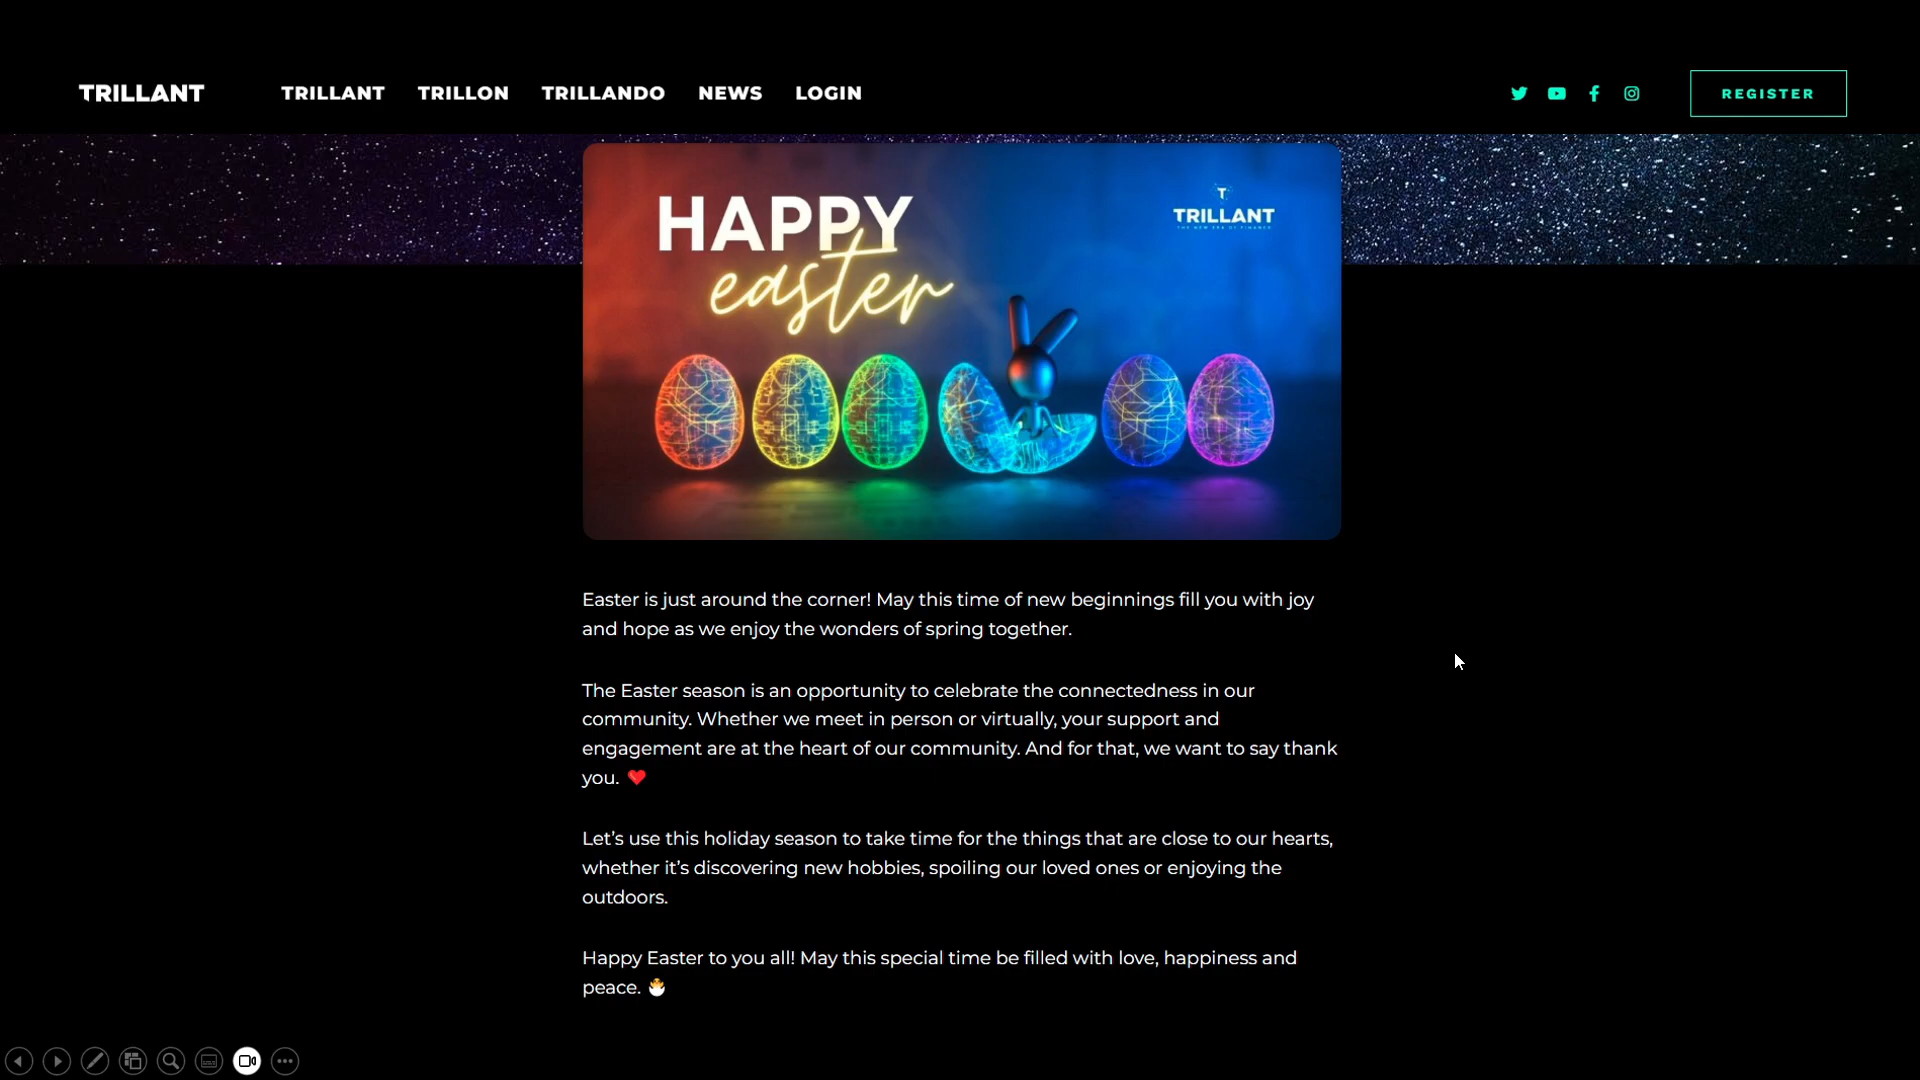 TRILLANT
TRILLANT TRILLON TRILLANDO NEWS LOGIN
REGISTER
HAPPY
easter
T
TRILLANT
THE NEW ERA OF FINANCE
Easter is just around the corner! May this time of new beginnings fill you with joy
and hope as we enjoy the wonders of spring together.
The Easter season is an opportunity to celebrate the connectedness in our
community. Whether we meet in person or virtually, your support and
engagement are at the heart of our community. And for that, we want to say thank
you. ❤️
Let’s use this holiday season to take time for the things that are close to our hearts,
whether it’s discovering new hobbies, spoiling our loved ones or enjoying the
outdoors.
Happy Easter to you all! May this special time be filled with love, happiness and
peace. 🐣